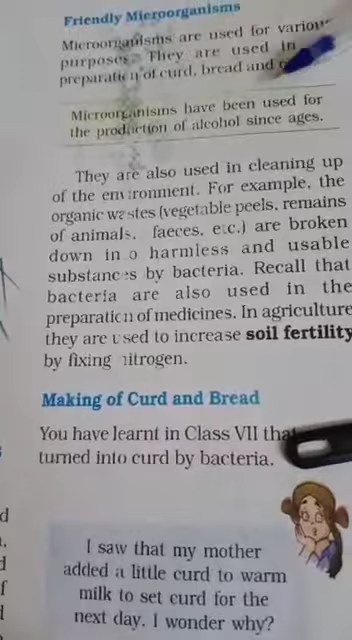 Friendly Microorganisms
Microorganisms are used for various
purposes. They are used in
preparation of curd, bread and
Microorganisms have been used for
the production of alcohol since ages.
They are also used in cleaning up
of the environment. For example, the
organic wastes (vegetable peels, remains
of animals, faeces, etc.) are broken
down into harmless and usable
substances by bacteria. Recall that
bacteria are also used in the
preparation of medicines. In agriculture
they are used to increase soil fertility
by fixing nitrogen.
Making of Curd and Bread
You have learnt in Class VII that
turned into curd by bacteria.
I saw that my mother
added a little curd to warm
milk to set curd for the
next day. I wonder why?